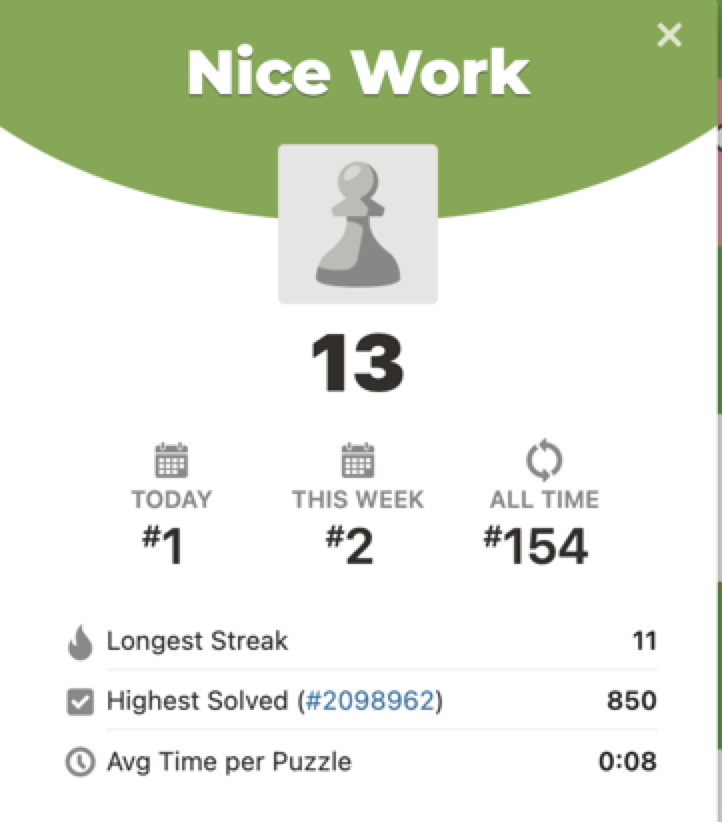 Nice Work
13
TODAY THIS WEEK ALL TIME
#1 #2 #154
Longest Streak 11
Highest Solved (#2098962) 850
Avg Time per Puzzle 0:08